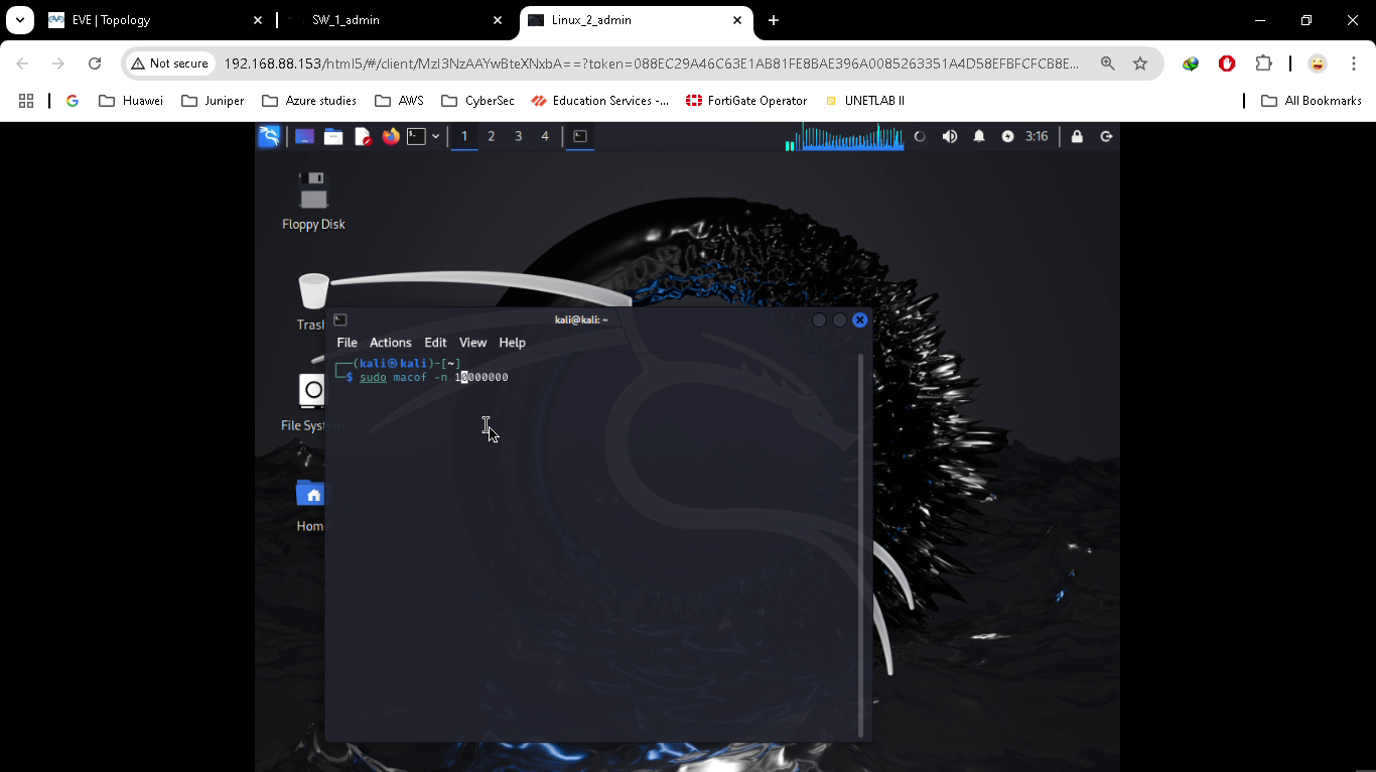 EVE | Topology
SW_1_admin
Linux_2_admin
Not secure
192.168.88.153/html5/#/client/MzI3NzAAYwBteXNxbA==?token=088EC29A46C63E1AB81FE8BAE396A0085263351A4D58EFBFCFCB8E...
Huawei
Juniper
Azure studies
AWS
CyberSec
Education Services -...
FortiGate Operator
UNETLAB II
All Bookmarks
1 2 3 4
3:16
Floppy Disk
Trash
File Syst
Home
kali@kali: ~
File Actions Edit View Help
┌──(kali㉿kali)-[~]
└─$ sudo macof -n 10000000